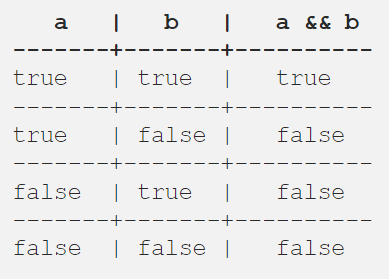 a   |   b   |   a && b
-------+-------+-----------
true   | true  |   true
-------+-------+-----------
true   | false |   false
-------+-------+-----------
false  | true  |   false
-------+-------+-----------
false  | false |   false